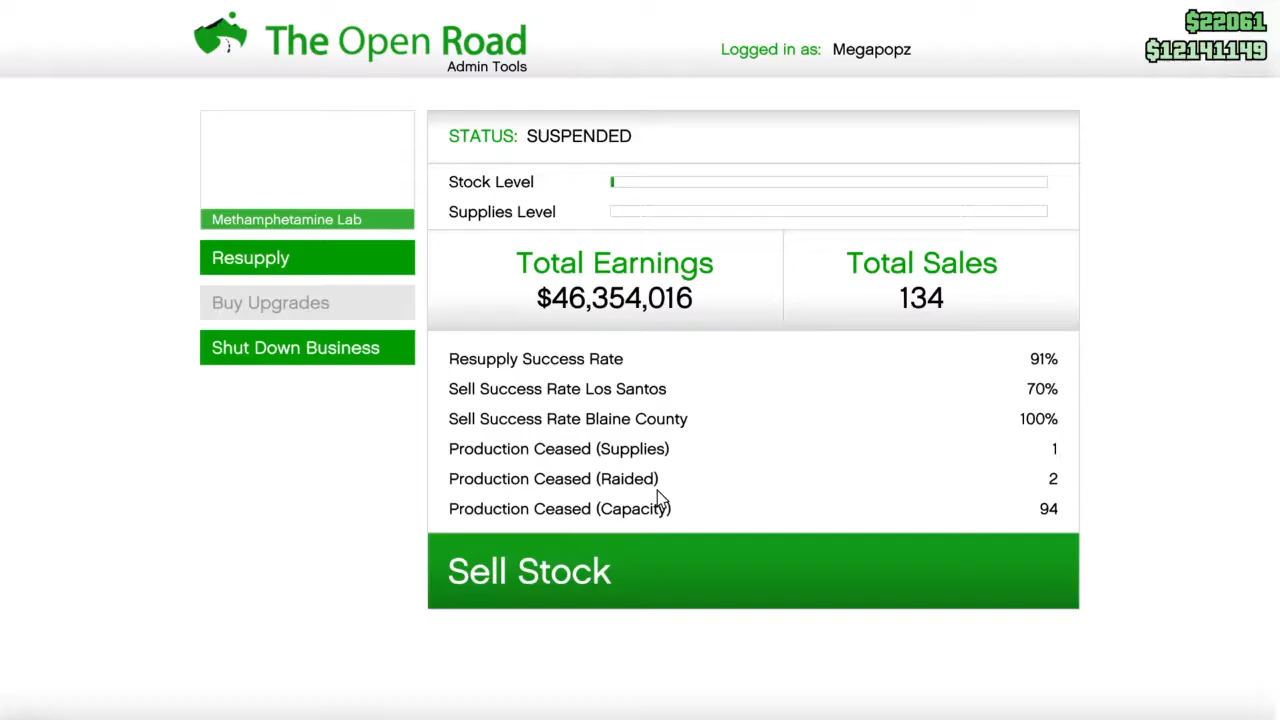 The Open Road
Admin Tools
Logged in as: Megapopz
$22061
$12141149
Methamphetamine Lab
Resupply
Buy Upgrades
Shut Down Business
STATUS: SUSPENDED
Stock Level
Supplies Level
Total Earnings
$46,354,016
Total Sales
134
Resupply Success Rate 91%
Sell Success Rate Los Santos 70%
Sell Success Rate Blaine County 100%
Production Ceased (Supplies) 1
Production Ceased (Raided) 2
Production Ceased (Capacity) 94
Sell Stock